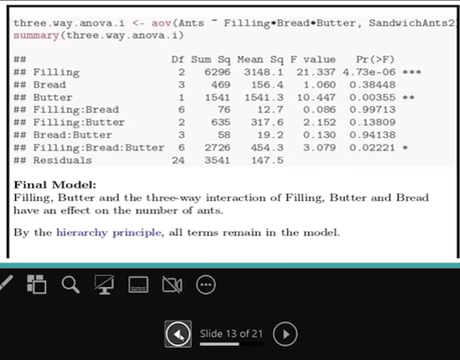 three.way.anova.i <- aov(Ants ~ Filling*Bread*Butter, SandwichAnts2
summary(three.way.anova.i)
## Df Sum Sq Mean Sq F value Pr(>F)
## Filling 2 6296 3148.1 21.337 4.73e-06 ***
## Bread 3 469 156.4 1.060 0.38448
## Butter 1 1541 1541.3 10.447 0.00355 **
## Filling:Bread 6 76 12.7 0.086 0.99713
## Filling:Butter 2 635 317.6 2.152 0.13809
## Bread:Butter 3 58 19.2 0.130 0.94138
## Filling:Bread:Butter 6 2726 454.3 3.079 0.02221 *
## Residuals 24 3541 147.5
Final Model:
Filling, Butter and the three-way interaction of Filling, Butter and Bread
have an effect on the number of ants.
By the hierarchy principle, all terms remain in the model.
Slide 13 of 21